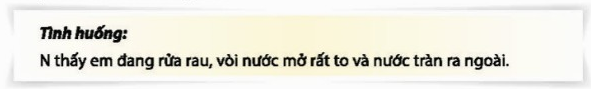 Tình huống:
N thấy em đang rửa rau, vòi nước mở rất to và nước tràn ra ngoài.